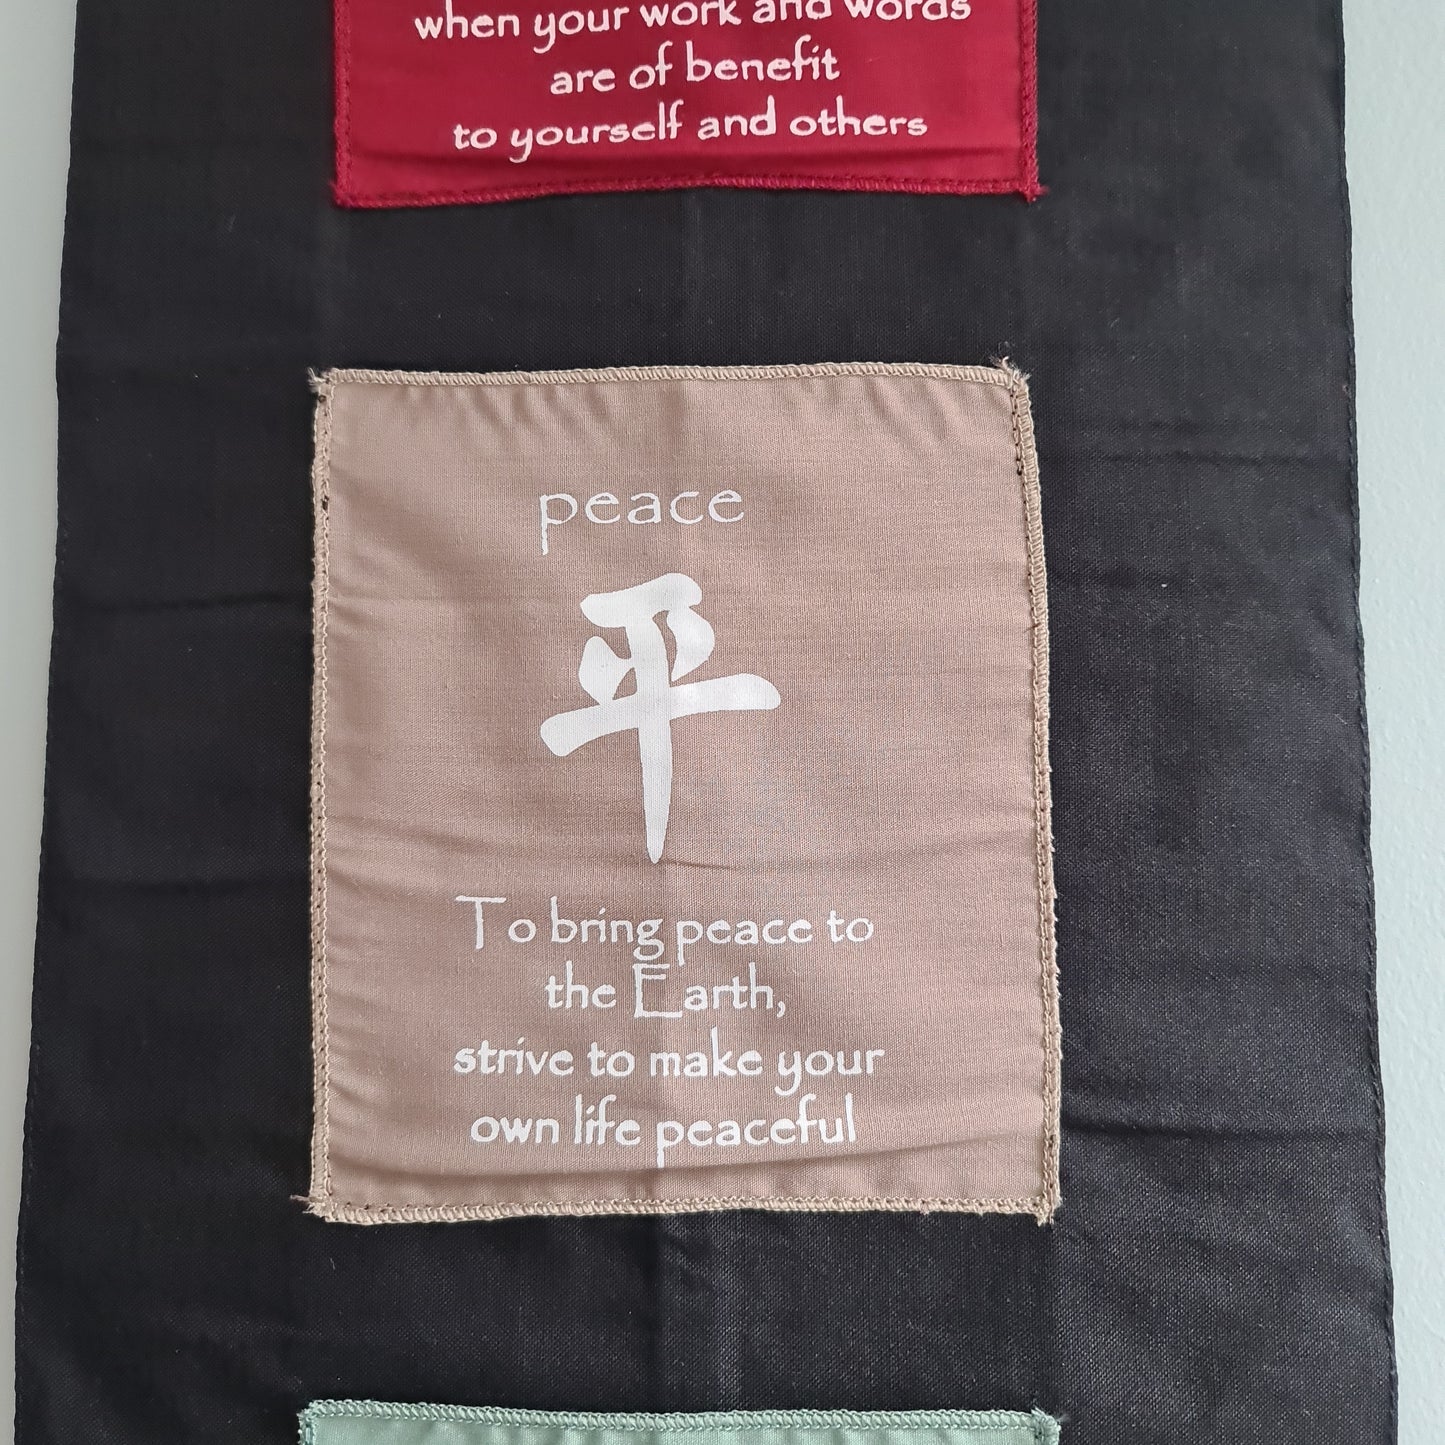 when your work and words
are of benefit
to yourself and others
peace
平
To bring peace to
the Earth,
strive to make your
own life peaceful